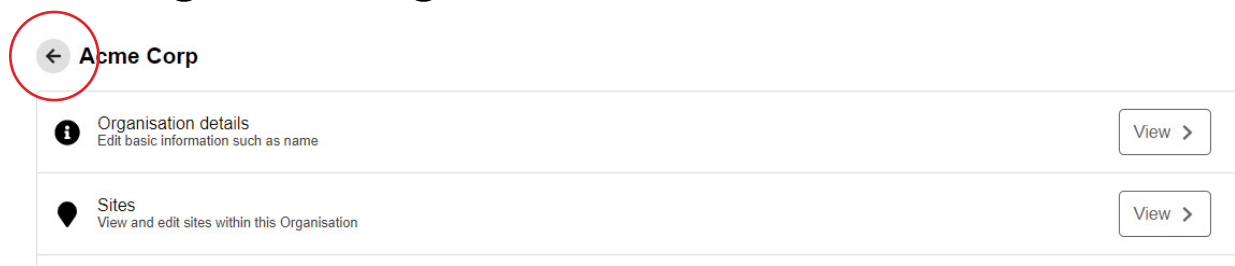 Acme Corp
Organisation details
Edit basic information such as name
View
Sites
View and edit sites within this Organisation
View